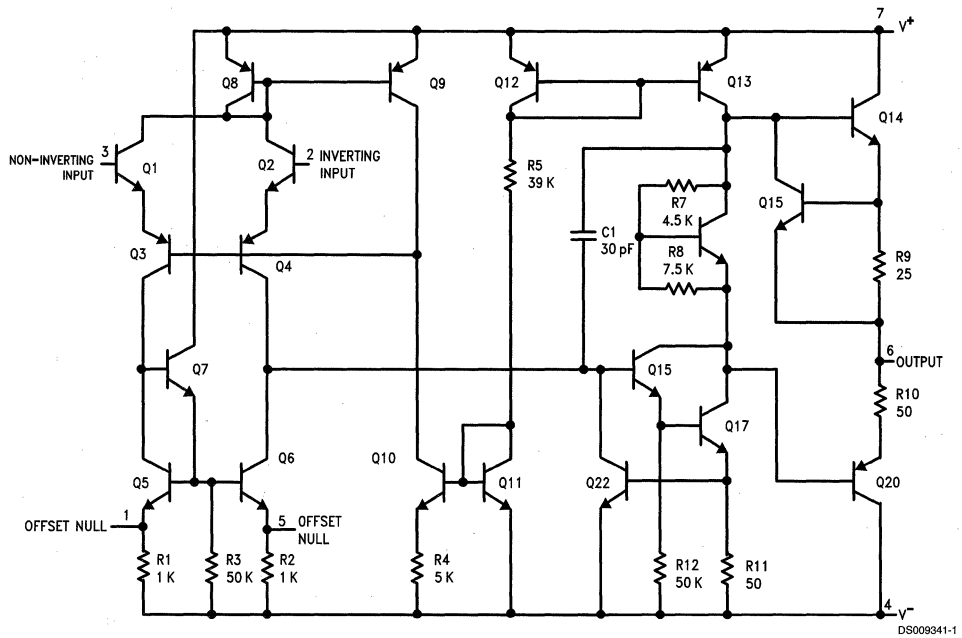 7
V+
Q8
Q9
Q12
Q13
Q14
NON-INVERTING
INPUT
3
Q1
Q2
2
INVERTING
INPUT
R5
39 K
R7
4.5 K
Q15
C1
30 pF
R8
7.5 K
Q3
Q4
R9
25
6
OUTPUT
Q7
Q15
R10
50
Q17
Q5
Q6
Q10
Q11
Q22
Q20
OFFSET NULL
1
5
OFFSET
NULL
R1
1 K
R3
50 K
R2
1 K
R4
5 K
R12
50 K
R11
50
4
V-
DS009341-1